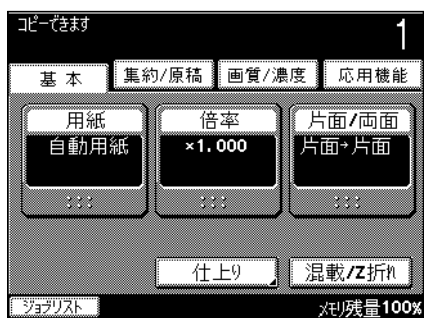 コピーできます
1
基本 集約/原稿 画質/濃度 応用機能
用紙 倍率 片面/両面
自動用紙 ×1.000 片面→片面
仕上り 混載/Z折れ
ジョブリスト ﾒﾓﾘ残量100%